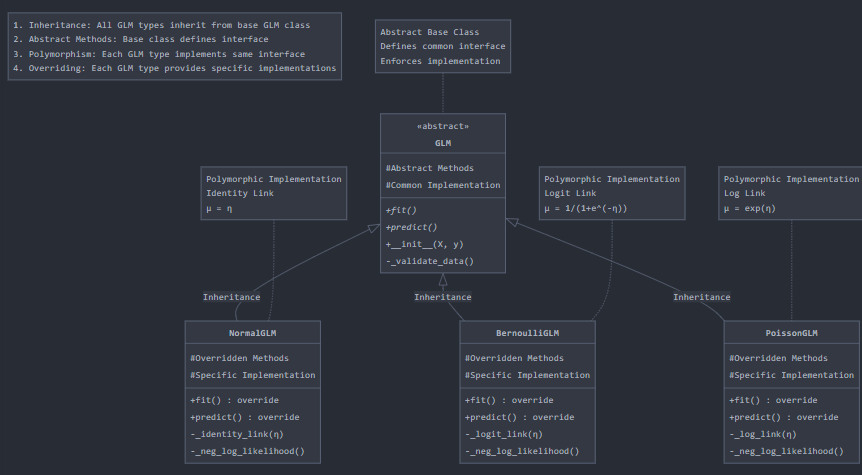 1. Inheritance: All GLM types inherit from base GLM class
2. Abstract Methods: Base class defines interface
3. Polymorphism: Each GLM type implements same interface
4. Overriding: Each GLM type provides specific implementations
Abstract Base Class
Defines common interface
Enforces implementation
«abstract»
GLM
#Abstract Methods
#Common Implementation
+fit()
+predict()
+__init__(X, y)
-_validate_data()
Polymorphic Implementation
Identity Link
μ = η
Polymorphic Implementation
Logit Link
μ = 1/(1+e^(-η))
Polymorphic Implementation
Log Link
μ = exp(η)
Inheritance
Inheritance
Inheritance
NormalGLM
#Overridden Methods
#Specific Implementation
+fit() : override
+predict() : override
-_identity_link(η)
-_neg_log_likelihood()
BernoulliGLM
#Overridden Methods
#Specific Implementation
+fit() : override
+predict() : override
-_logit_link(η)
-_neg_log_likelihood()
PoissonGLM
#Overridden Methods
#Specific Implementation
+fit() : override
+predict() : override
-_log_link(η)
-_neg_log_likelihood()